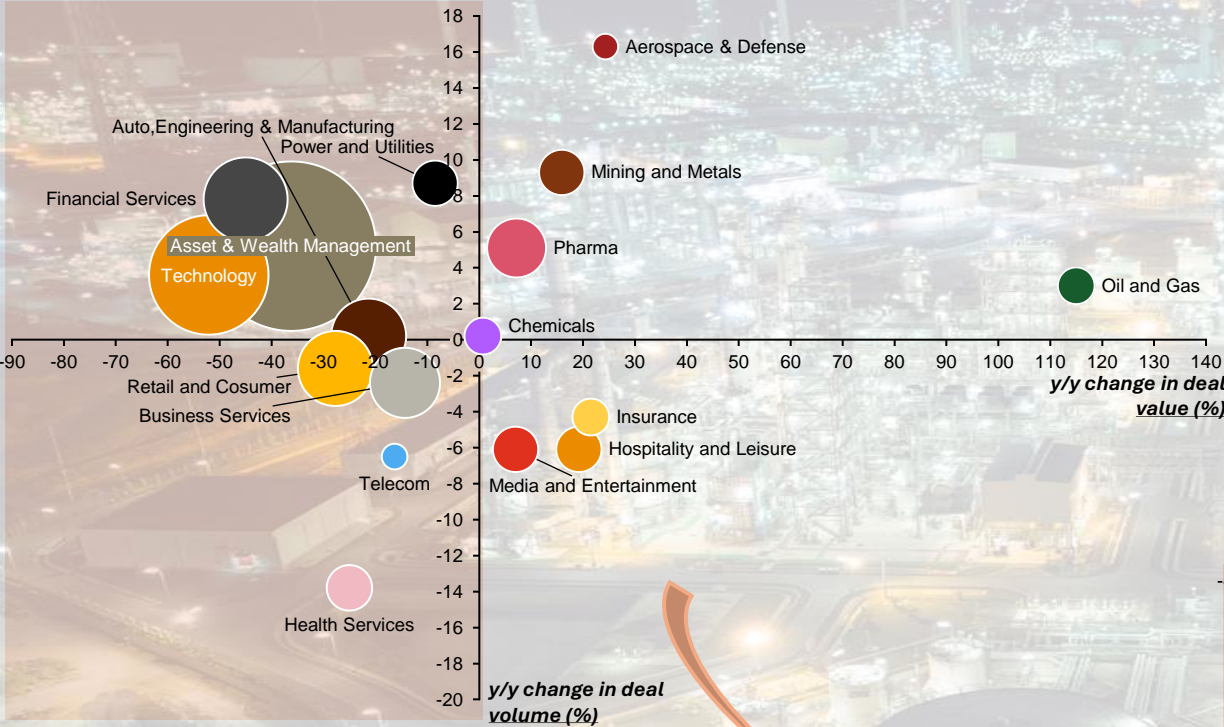 18
16
Aerospace & Defense
14
12
Auto,Engineering & Manufacturing
Power and Utilities
10
Mining and Metals
8
Financial Services
6
Asset & Wealth Management
Pharma
4
Technology
Oil and Gas
2
Chemicals
0
-90 -80 -70 -60 -50 -40 -30 -20 -10 0 10 20 30 40 50 60 70 80 90 100 110 120 130 140
-2
y/y change in deal
value (%)
Retail and Cosumer
Business Services
-4
Insurance
-6
Hospitality and Leisure
Telecom
Media and Entertainment
-8
-10
-12
-14
Health Services
-16
-18
-20
y/y change in deal
volume (%)